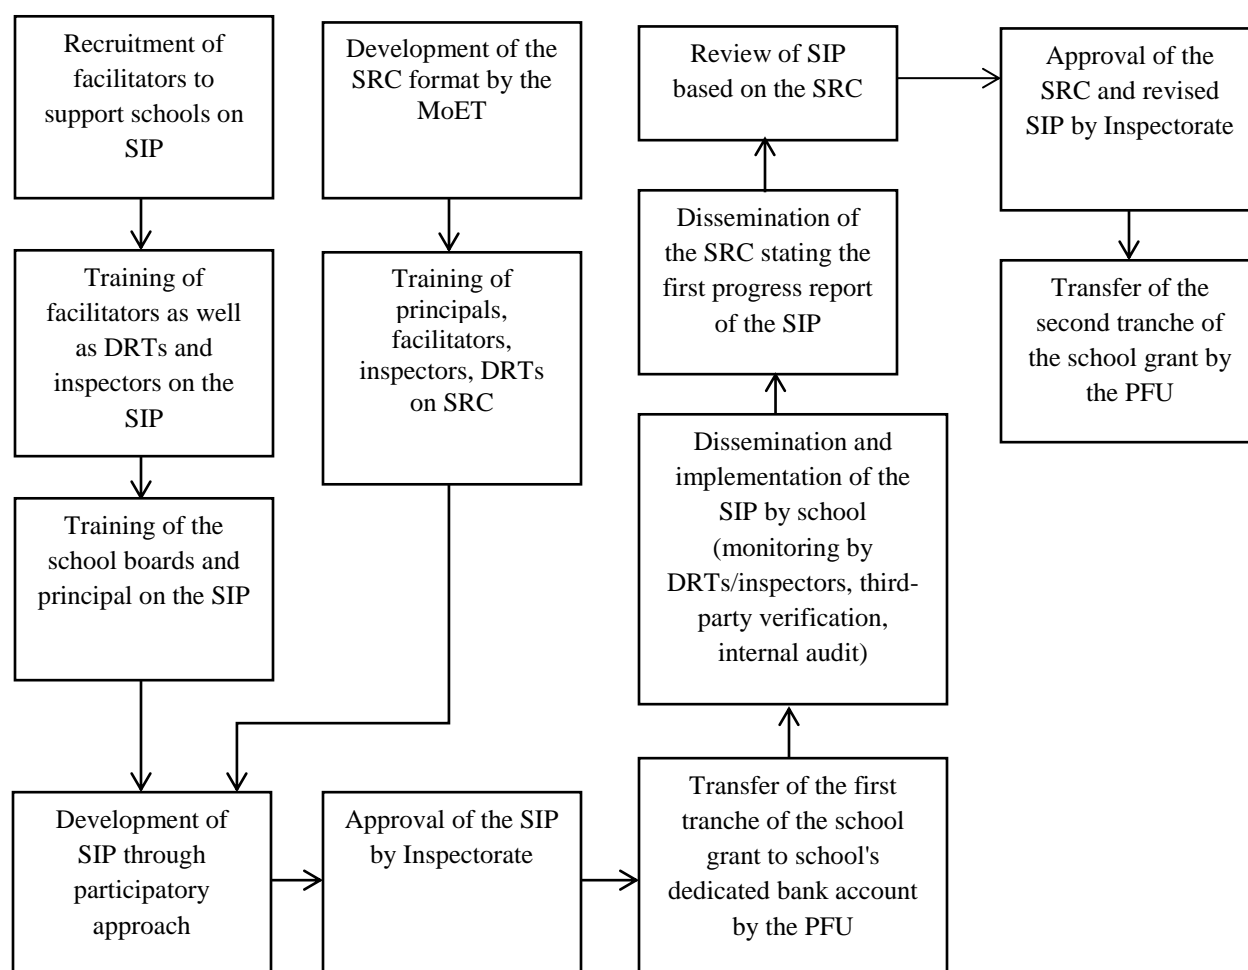 Recruitment of
facilitators to
support schools on
SIP
Training of
facilitators as well
as DRTs and
inspectors on the
SIP
Training of the
school boards and
principal on the SIP
Development of the
SRC format by the
MoET
Training of
principals,
facilitators,
inspectors, DRTs
on SRC
Development of
SIP through
participatory
approach
Approval of the SIP
by Inspectorate
Transfer of the first
tranche of the school
grant to school's
dedicated bank account
by the PFU
Dissemination and
implementation of the
SIP by school
(monitoring by
DRTs/inspectors, third-
party verification,
internal audit)
Dissemination of
the SRC stating the
first progress report
of the SIP
Review of SIP
based on the SRC
Approval of the
SRC and revised
SIP by Inspectorate
Transfer of the
second tranche of
the school grant by
the PFU